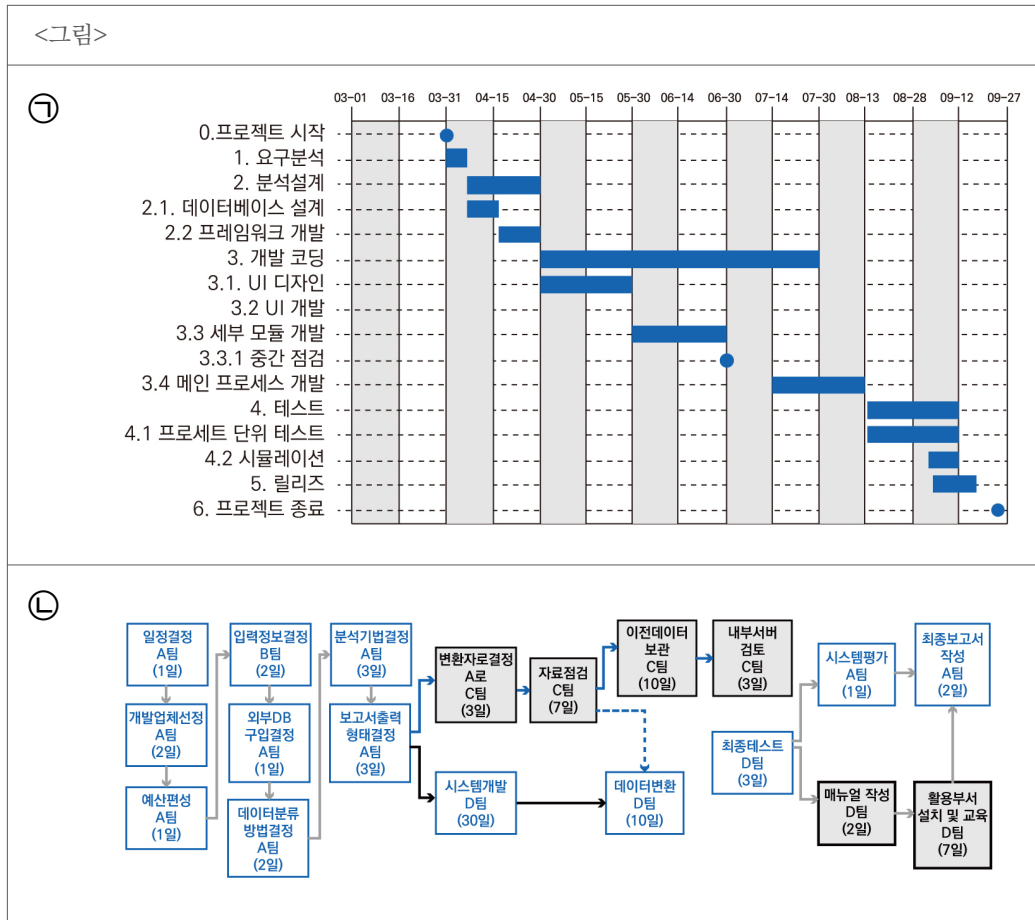 <그림>
㉠
03-01 03-16 03-31 04-15 04-30 05-15 05-30 06-14 06-30 07-14 07-30 08-13 08-28 09-12 09-27
0.프로젝트 시작
1. 요구분석
2. 분석설계
2.1. 데이터베이스 설계
2.2 프레임워크 개발
3. 개발 코딩
3.1. UI 디자인
3.2 UI 개발
3.3 세부 모듈 개발
3.3.1 중간 점검
3.4 메인 프로세스 개발
4. 테스트
4.1 프로세트 단위 테스트
4.2 시뮬레이션
5. 릴리즈
6. 프로젝트 종료
㉡
일정결정
A팀
(1일)
개발업체선정
A팀
(2일)
예산편성
A팀
(1일)
입력정보결정
B팀
(2일)
외부DB
구입결정
A팀
(1일)
데이터분류
방법결정
A팀
(2일)
분석기법결정
A팀
(3일)
보고서출력
형태결정
A팀
(3일)
변환자로결정
A로
C팀
(3일)
자료점검
C팀
(7일)
시스템개발
D팀
(30일)
이전데이터
보관
C팀
(10일)
데이터변환
D팀
(10일)
내부서버
검토
C팀
(3일)
최종테스트
D팀
(3일)
시스템평가
A팀
(1일)
매뉴얼 작성
D팀
(2일)
최종보고서
작성
A팀
(2일)
활용부서
설치 및 교육
D팀
(7일)